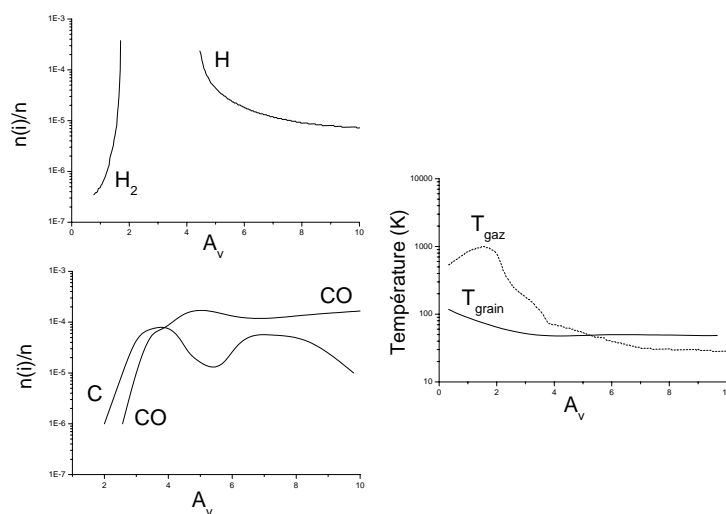 n(i)/n
1E-3
1E-4
1E-5
1E-6
1E-7
H
H2
0 2 4 6 8 10
Av
n(i)/n
1E-3
1E-4
1E-5
1E-6
1E-7
CO
C
CO
2 4 6 8 10
Av
Température (K)
10000
1000
100
10
Tgaz
Tgrain
0 2 4 6 8 10
Av